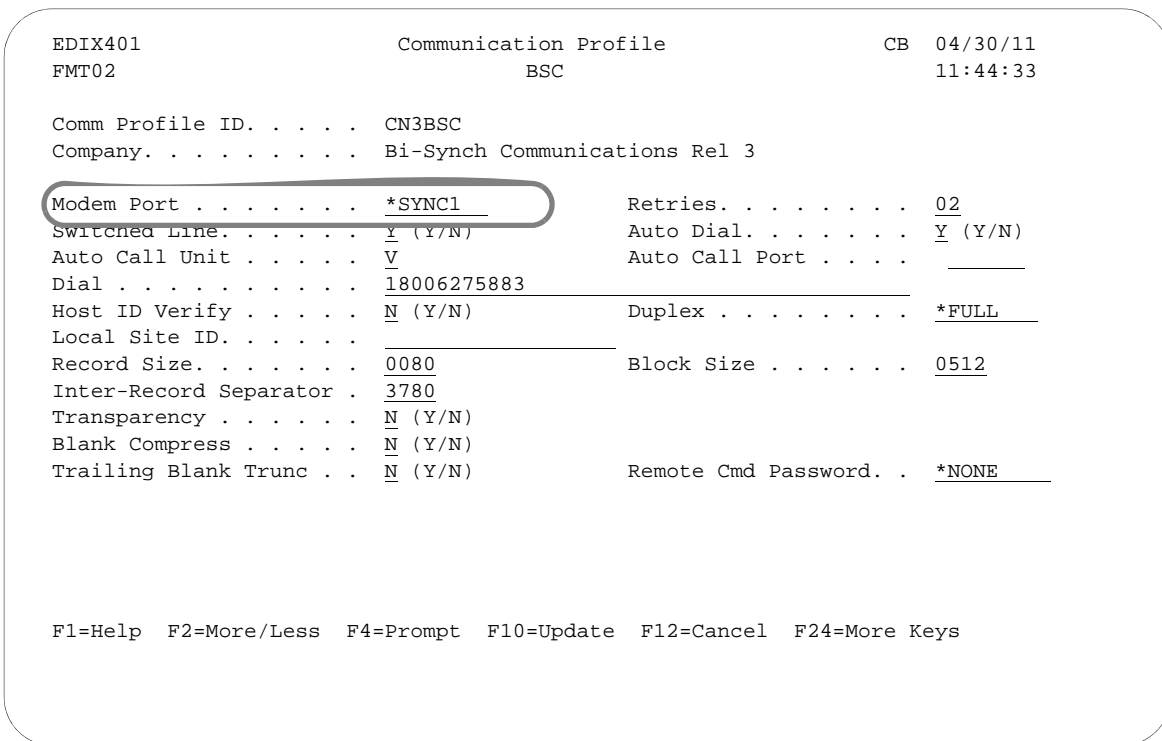 EDIX401 Communication Profile CB 04/30/11
FMT02 BSC 11:44:33
Comm Profile ID. . . . . CN3BSC
Company. . . . . . . . . Bi-Synch Communications Rel 3
Modem Port . . . . . . . *SYNC1 Retries. . . . . . . . 02
Switched Line. . . . . . Y (Y/N) Auto Dial. . . . . . . Y (Y/N)
Auto Call Unit . . . . . V Auto Call Port . . . .
Dial . . . . . . . . . . 18006275883
Host ID Verify . . . . . N (Y/N) Duplex . . . . . . . . *FULL
Local Site ID. . . . . .
Record Size. . . . . . . 0080 Block Size . . . . . . 0512
Inter-Record Separator . 3780
Transparency . . . . . . N (Y/N)
Blank Compress . . . . . N (Y/N)
Trailing Blank Trunc . . N (Y/N) Remote Cmd Password. . *NONE
F1=Help F2=More/Less F4=Prompt F10=Update F12=Cancel F24=More Keys